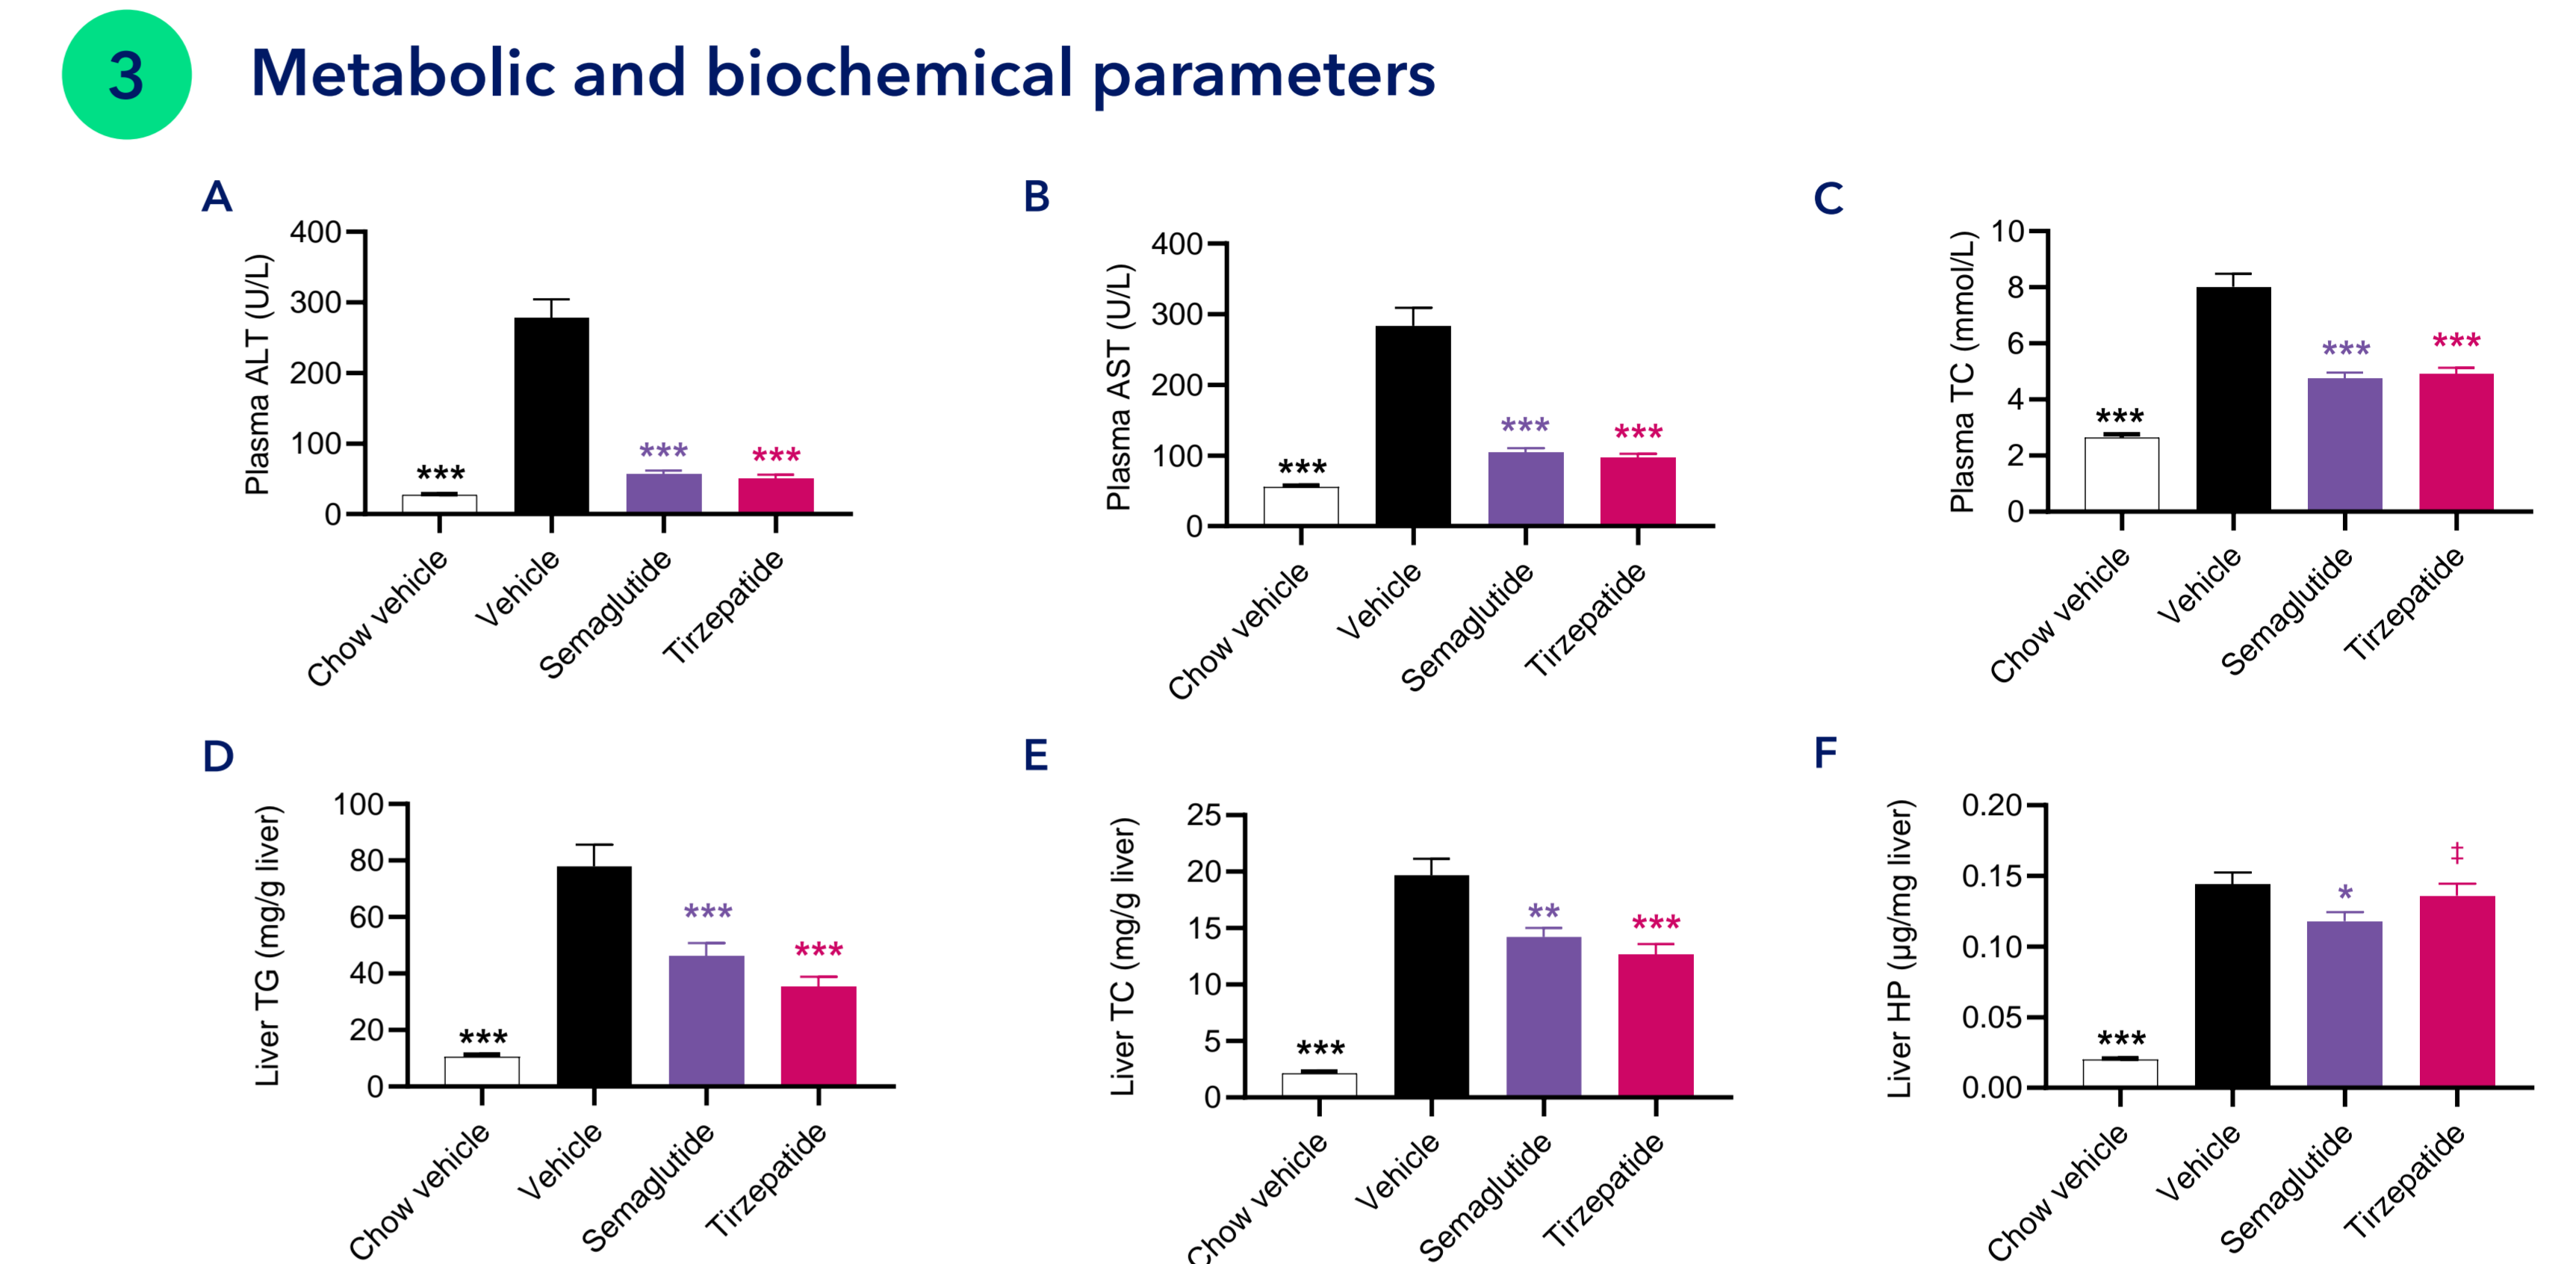 3 Metabolic and biochemical parameters
A
Plasma ALT (U/L)
400
300
200
100
0
***
***
***
Chow vehicle
Vehicle
Semaglutide
Tirzepatide
B
Plasma AST (U/L)
400
300
200
100
0
***
***
***
Chow vehicle
Vehicle
Semaglutide
Tirzepatide
C
Plasma TC (mmol/L)
10
8
6
4
2
0
***
***
***
Chow vehicle
Vehicle
Semaglutide
Tirzepatide
D
Liver TG (mg/g liver)
100
80
60
40
20
0
***
***
***
Chow vehicle
Vehicle
Semaglutide
Tirzepatide
E
Liver TC (mg/g liver)
25
20
15
10
5
0
***
**
***
Chow vehicle
Vehicle
Semaglutide
Tirzepatide
F
Liver HP (µg/mg liver)
0.20
0.15
0.10
0.05
0.00
***
*
‡
Chow vehicle
Vehicle
Semaglutide
Tirzepatide